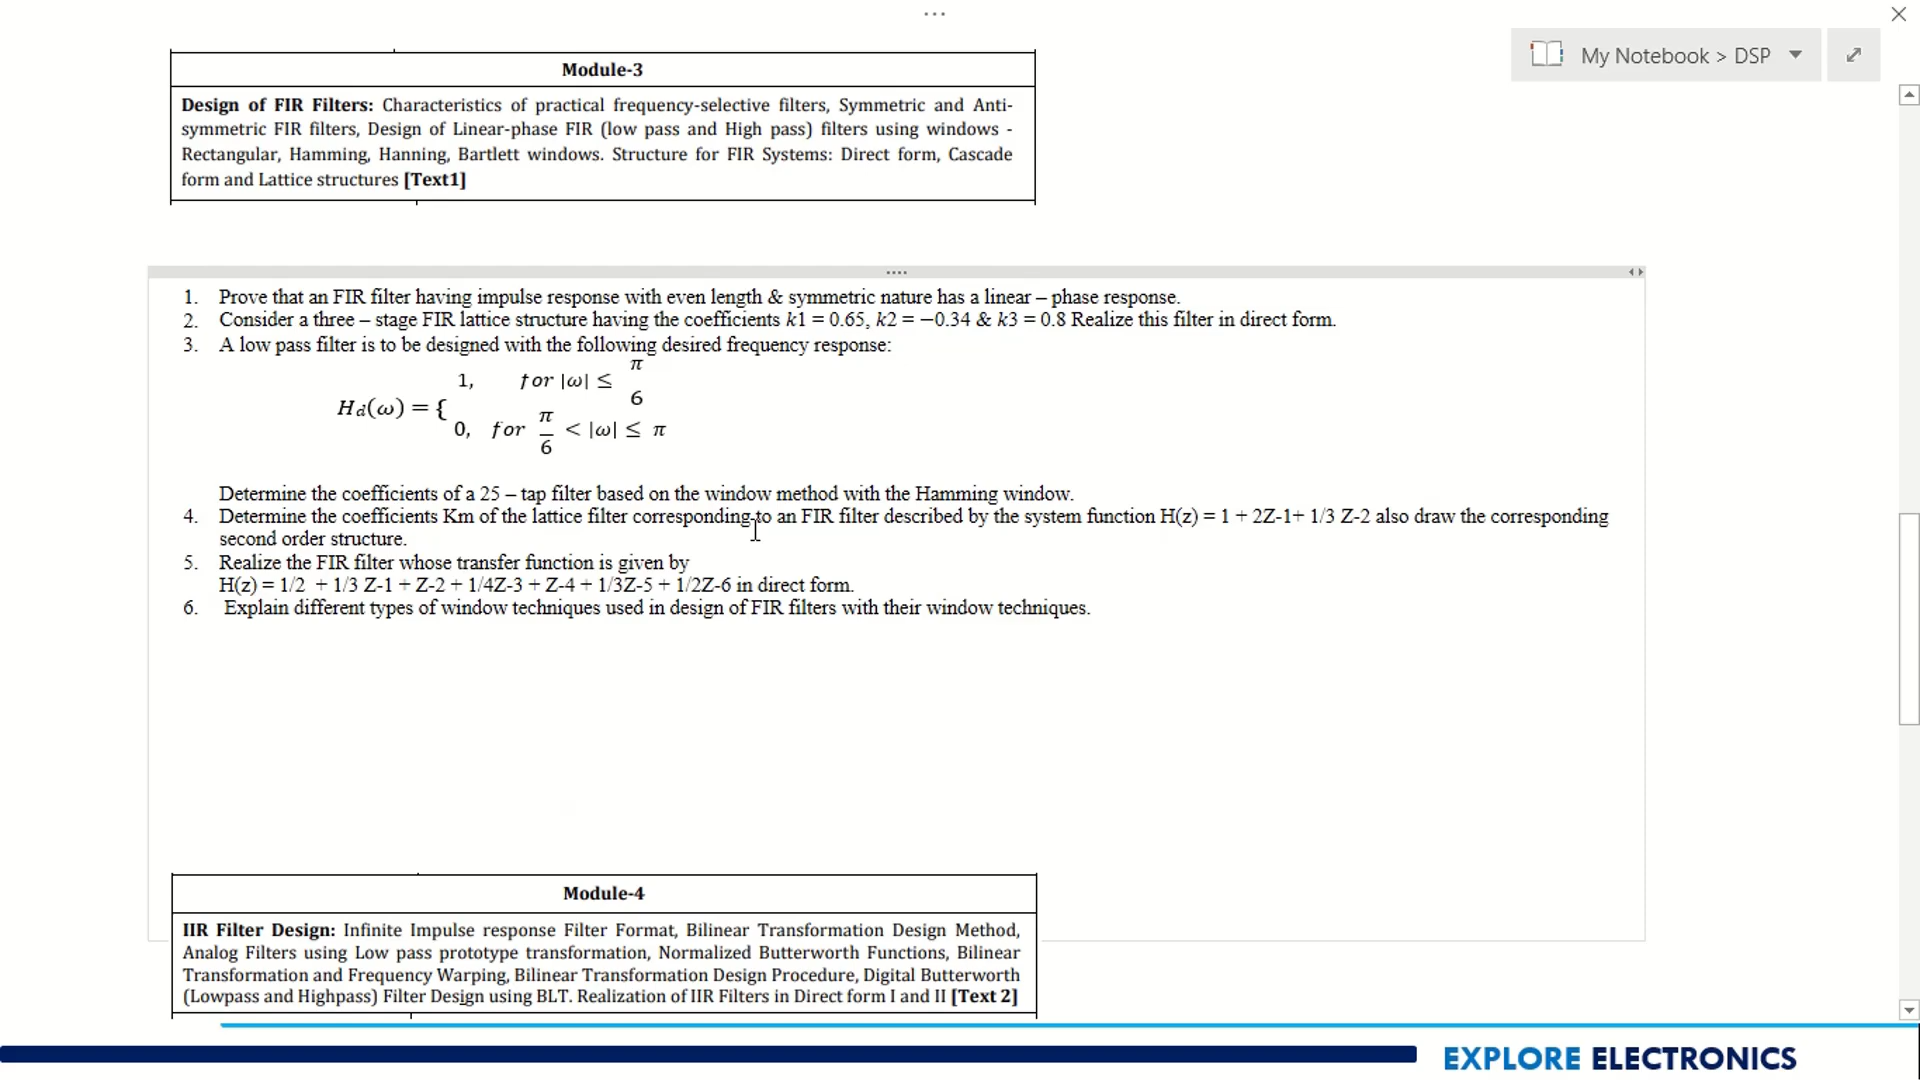 ...
My Notebook > DSP
Module-3
Design of FIR Filters: Characteristics of practical frequency-selective filters, Symmetric and Anti-
symmetric FIR filters, Design of Linear-phase FIR (low pass and High pass) filters using windows -
Rectangular, Hamming, Hanning, Bartlett windows. Structure for FIR Systems: Direct form, Cascade
form and Lattice structures [Text1]
1. Prove that an FIR filter having impulse response with even length & symmetric nature has a linear – phase response.
2. Consider a three – stage FIR lattice structure having the coefficients k1 = 0.65, k2 = −0.34 & k3 = 0.8 Realize this filter in direct form.
3. A low pass filter is to be designed with the following desired frequency response:
π
1, for |ω| ≤
6
Hd(ω) = {
π
0, for < |ω| ≤ π
6
Determine the coefficients of a 25 – tap filter based on the window method with the Hamming window.
4. Determine the coefficients Km of the lattice filter corresponding to an FIR filter described by the system function H(z) = 1 + 2Z-1+ 1/3 Z-2 also draw the corresponding
second order structure.
5. Realize the FIR filter whose transfer function is given by
H(z) = 1/2 + 1/3 Z-1 + Z-2 + 1/4Z-3 + Z-4 + 1/3Z-5 + 1/2Z-6 in direct form.
6. Explain different types of window techniques used in design of FIR filters with their window techniques.
Module-4
IIR Filter Design: Infinite Impulse response Filter Format, Bilinear Transformation Design Method,
Analog Filters using Low pass prototype transformation, Normalized Butterworth Functions, Bilinear
Transformation and Frequency Warping, Bilinear Transformation Design Procedure, Digital Butterworth
(Lowpass and Highpass) Filter Design using BLT. Realization of IIR Filters in Direct form I and II [Text 2]
EXPLORE ELECTRONICS